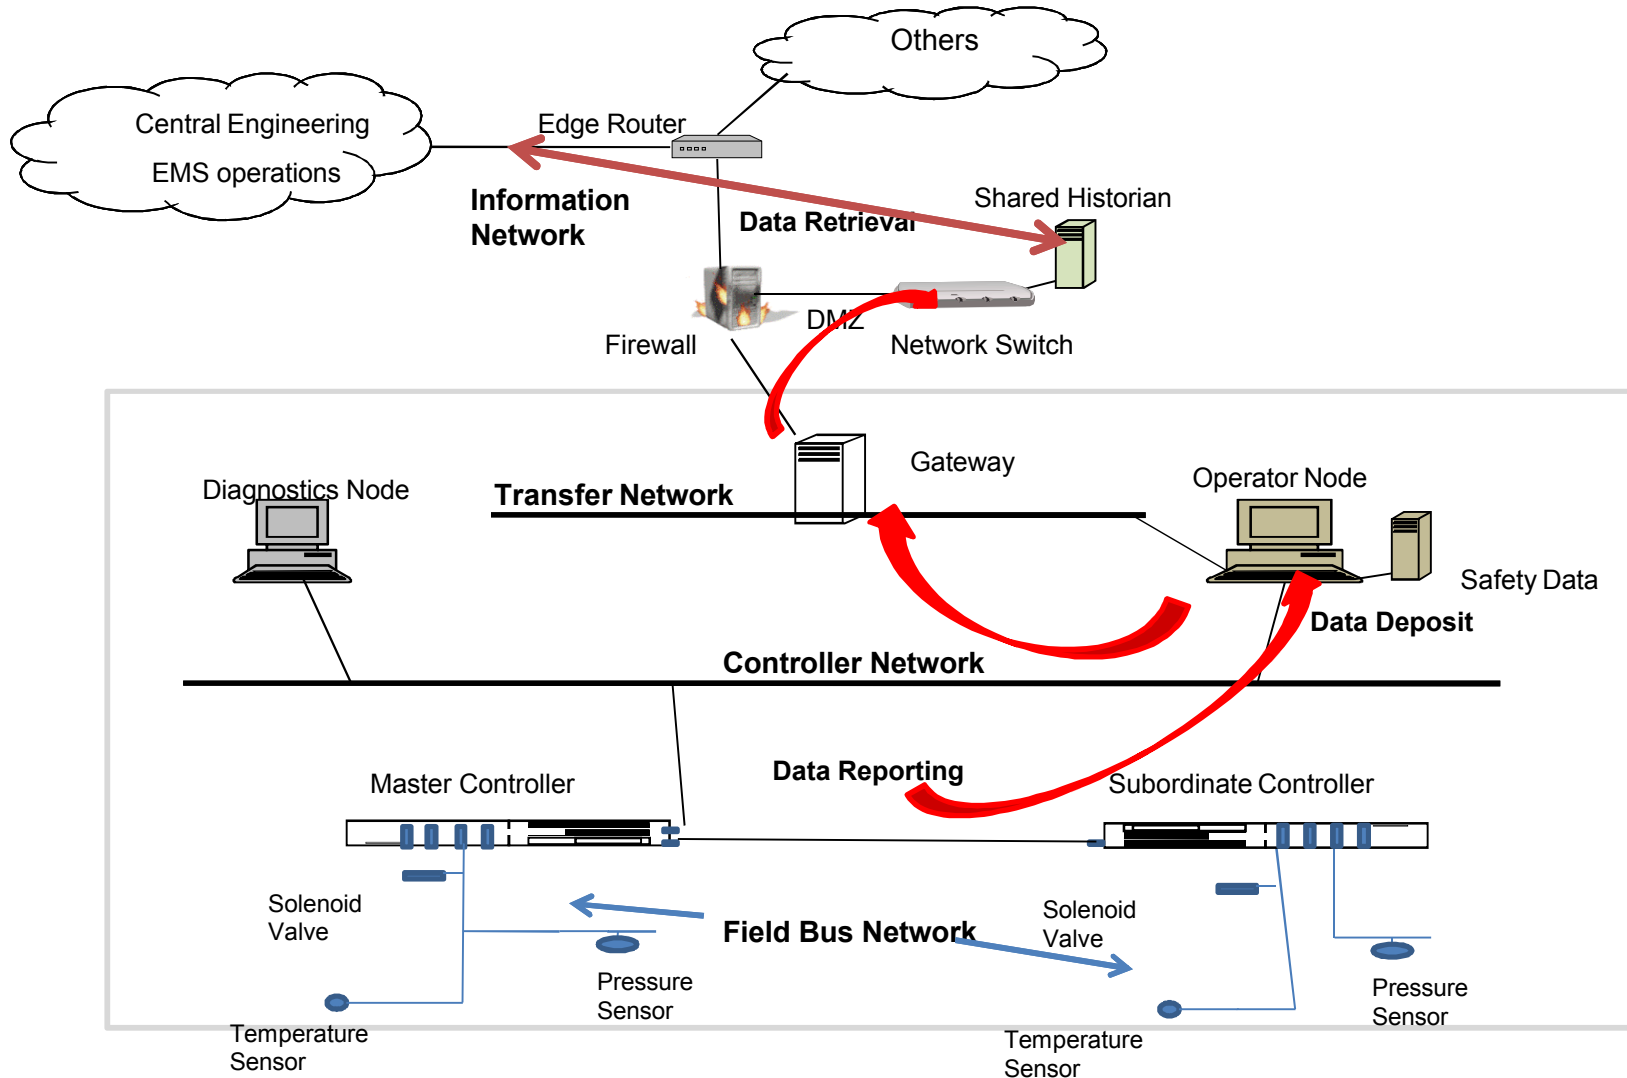 Others
Central Engineering
EMS operations
Edge Router
Information
Network
Data Retrieval
Shared Historian
DMZ
Firewall
Network Switch
Gateway
Diagnostics Node
Transfer Network
Operator Node
Safety Data
Data Deposit
Controller Network
Data Reporting
Master Controller
Subordinate Controller
Solenoid
Valve
Field Bus Network
Solenoid
Valve
Pressure
Sensor
Pressure
Sensor
Temperature
Sensor
Temperature
Sensor